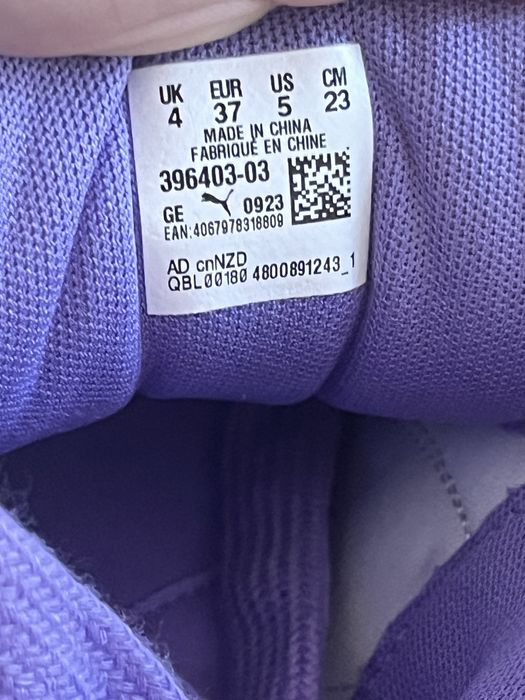 UK EUR US CM
4 37 5 23
MADE IN CHINA
FABRIQUÉ EN CHINE
396403-03
GE 0923
EAN:4067978318809
AD cnNZD
QBL00180 4800891243_1